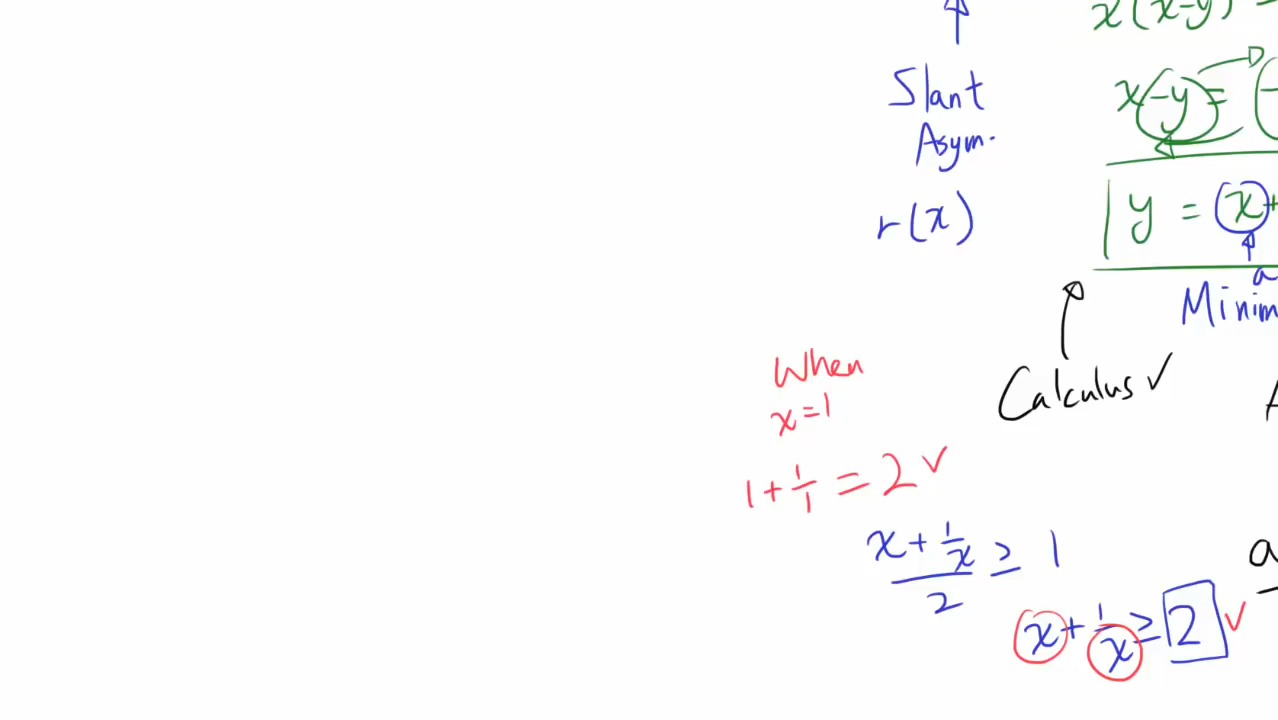 x(x-y)
Slant
Asym.
x-y=
r(x)
y = x+
a
Minim
When
x=1
Calculus ✓
A
1+1/1 = 2 ✓
(x+1/x)/2 ≥ 1
a
x+1/x ≥ 2 ✓